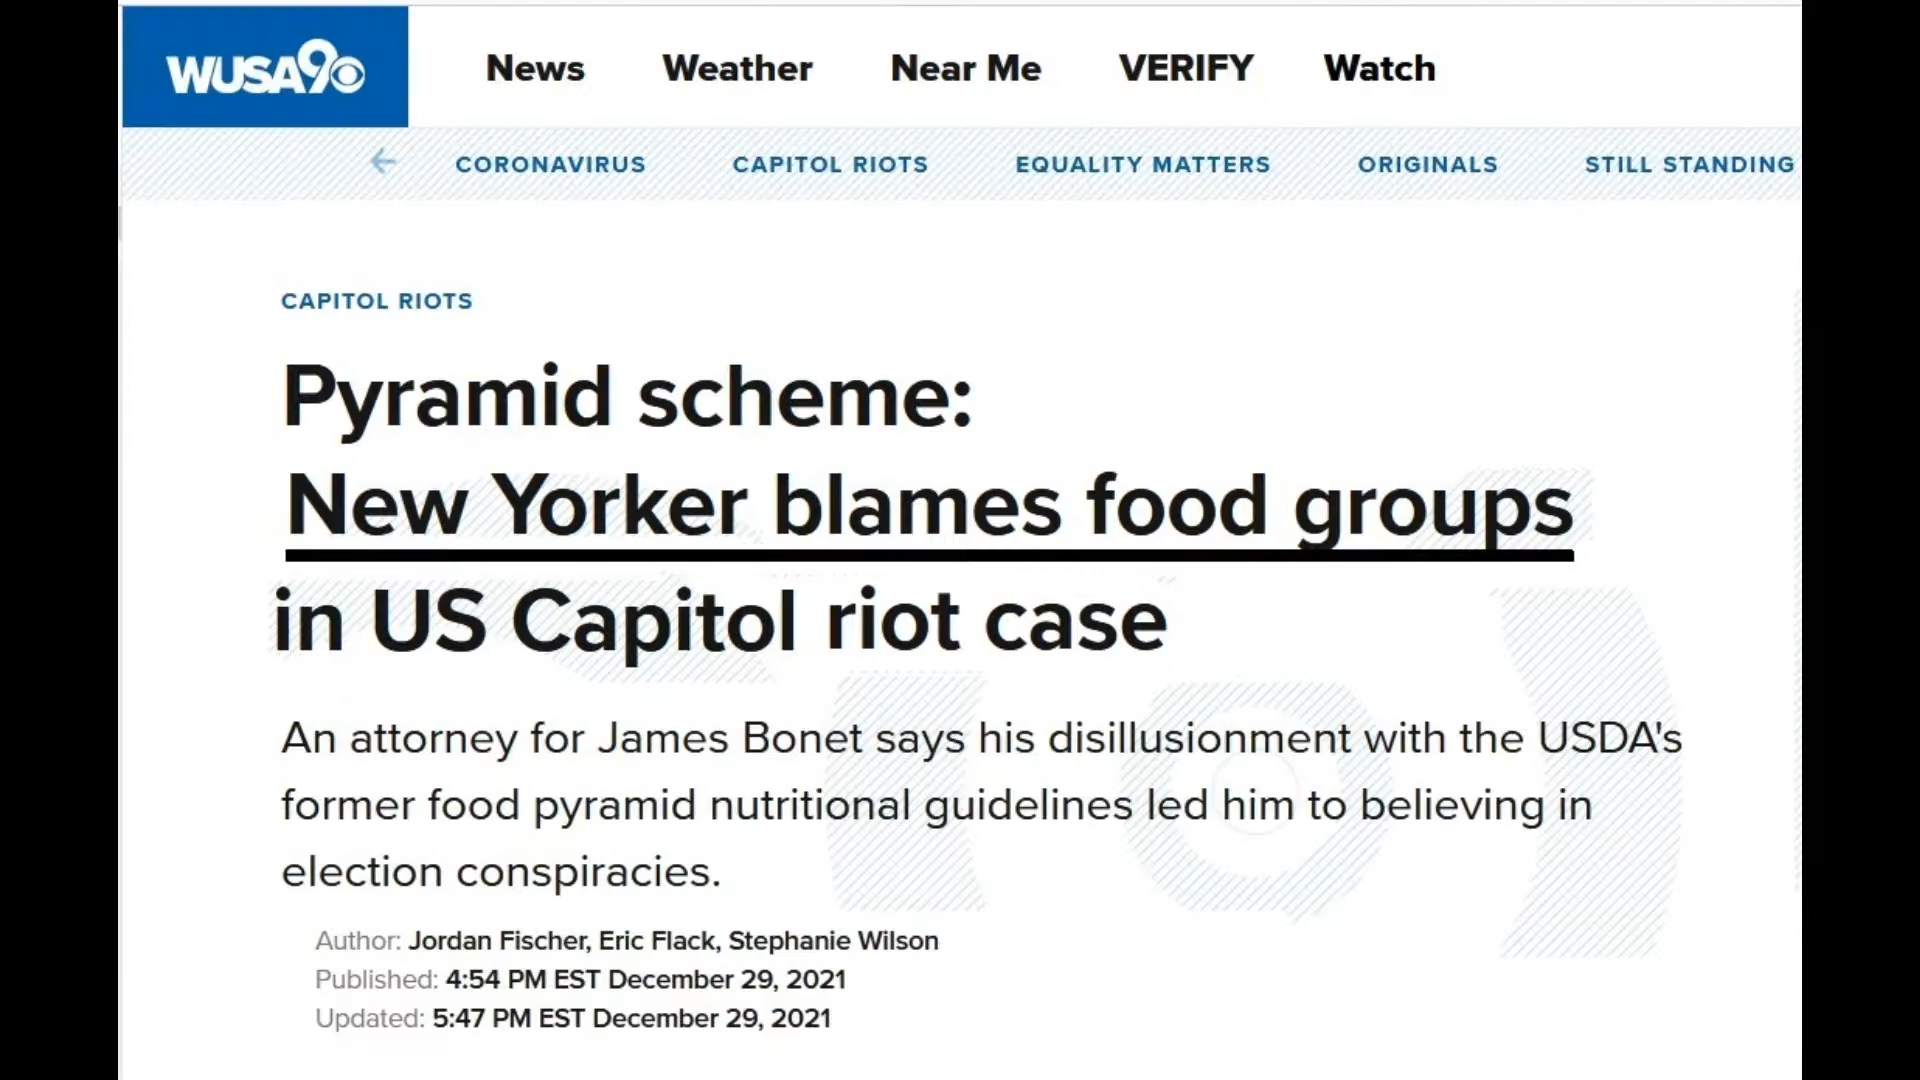 WUSA9
News Weather Near Me VERIFY Watch
← CORONAVIRUS CAPITOL RIOTS EQUALITY MATTERS ORIGINALS STILL STANDING
CAPITOL RIOTS
Pyramid scheme:
New Yorker blames food groups
in US Capitol riot case
An attorney for James Bonet says his disillusionment with the USDA's
former food pyramid nutritional guidelines led him to believing in
election conspiracies.
Author: Jordan Fischer, Eric Flack, Stephanie Wilson
Published: 4:54 PM EST December 29, 2021
Updated: 5:47 PM EST December 29, 2021